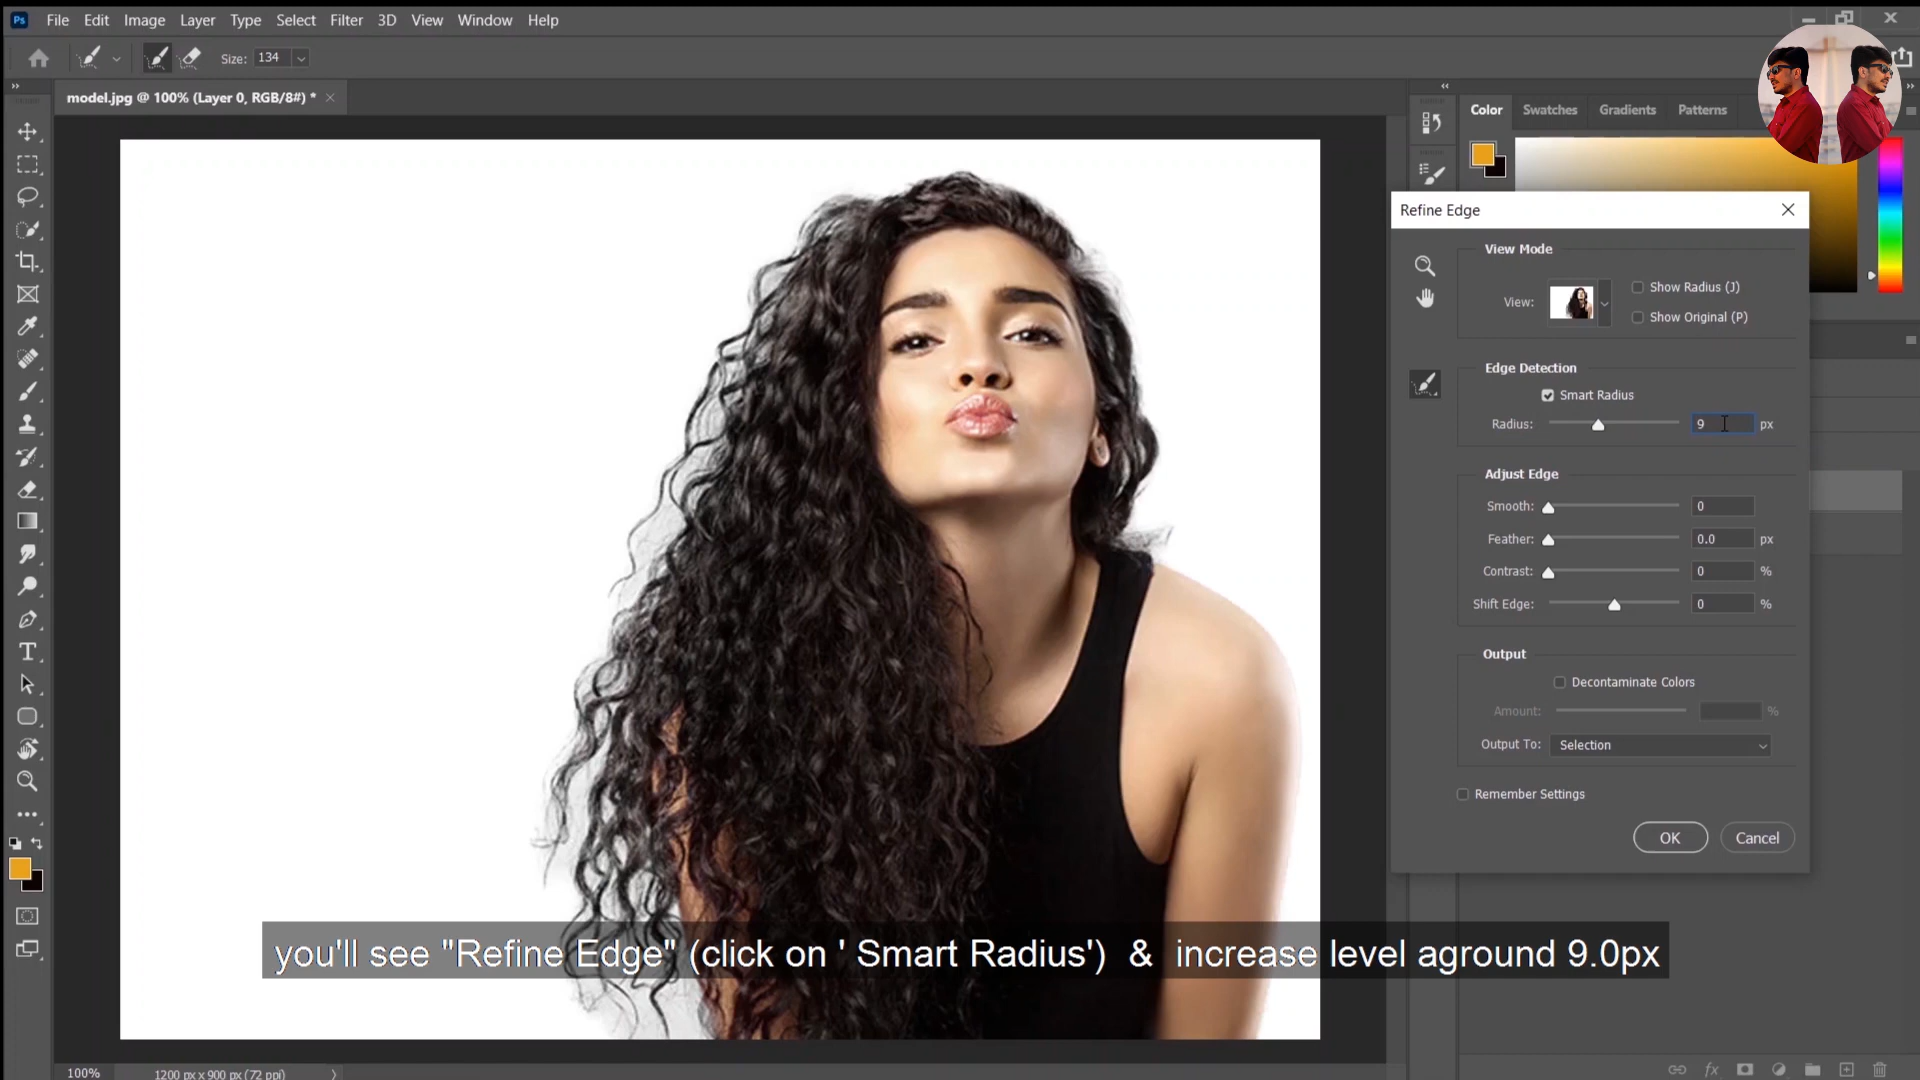 Ps File Edit Image Layer Type Select Filter 3D View Window Help
Size: 134
model.jpg @ 100% (Layer 0, RGB/8#) *
Color Swatches Gradients Patterns
Refine Edge
View Mode
View:
Show Radius (J)
Show Original (P)
Edge Detection
Smart Radius
Radius: 9 px
Adjust Edge
Smooth: 0
Feather: 0.0 px
Contrast: 0 %
Shift Edge: 0 %
Output
Decontaminate Colors
Amount: %
Output To: Selection
Remember Settings
OK Cancel
you'll see "Refine Edge" (click on ' Smart Radius') & increase level aground 9.0px
100% 1200 px x 900 px (72 ppi)
fx